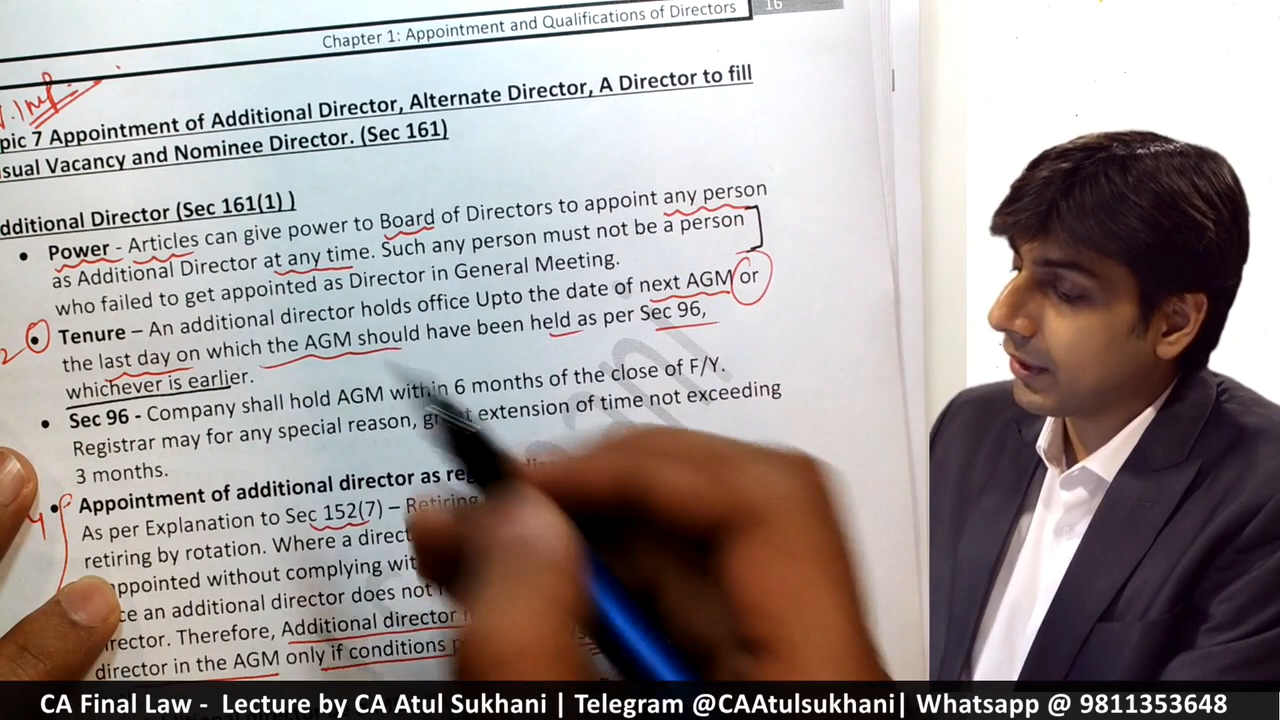 Chapter 1: Appointment and Qualifications of Directors
16
V. Imp.
pic 7 Appointment of Additional Director, Alternate Director, A Director to fill
sual Vacancy and Nominee Director. (Sec 161)
dditional Director (Sec 161(1) )
• Power - Articles can give power to Board of Directors to appoint any person
as Additional Director at any time. Such any person must not be a person
who failed to get appointed as Director in General Meeting.
2 • Tenure – An additional director holds office Upto the date of next AGM or
the last day on which the AGM should have been held as per Sec 96,
whichever is earlier.
• Sec 96 - Company shall hold AGM within 6 months of the close of F/Y.
Registrar may for any special reason, extension of time not exceeding
3 months.
4 • Appointment of additional director as
As per Explanation to Sec 152(7) – Retiring
retiring by rotation. Where a
appointed without complying
ce an additional director does not
irector. Therefore, Additional director
director in the AGM only if conditions
CA Final Law - Lecture by CA Atul Sukhani | Telegram @CAAtulsukhani| Whatsapp @ 9811353648